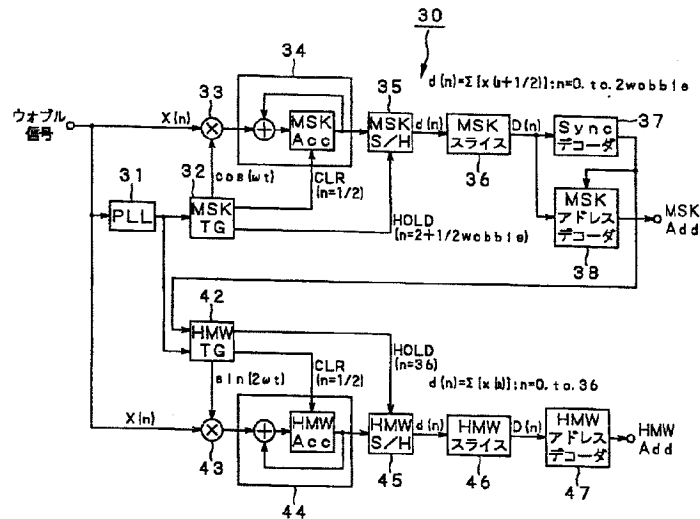 30
34
d(n)=Σ{x(n+1/2)}:n=0.to.2wobble
33
35
37
ウォブル
信号
X(n)
MSK
Acc
MSK
S/H
d(n)
MSK
スライス
D(n)
Sync
デコーダ
36
cos(ωt)
31
32
PLL
MSK
TG
CLR
(n=1/2)
HOLD
(n=2+1/2wobble)
MSK
アドレス
デコーダ
MSK
Add
38
42
HMW
TG
sin(2ωt)
CLR
(n=1/2)
HOLD
(n=36)
d(n)=Σ{x(n)}:n=0.to.36
X(n)
HMW
Acc
HMW
S/H
d(n)
HMW
スライス
D(n)
HMW
アドレス
デコーダ
HMW
Add
43
44
45
46
47